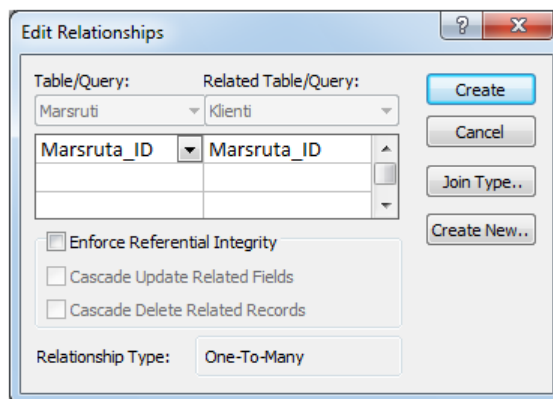 Edit Relationships
Table/Query: Related Table/Query:
Marsruti Klienti
Marsruta_ID Marsruta_ID
Enforce Referential Integrity
Cascade Update Related Fields
Cascade Delete Related Records
Relationship Type: One-To-Many
Create
Cancel
Join Type..
Create New..